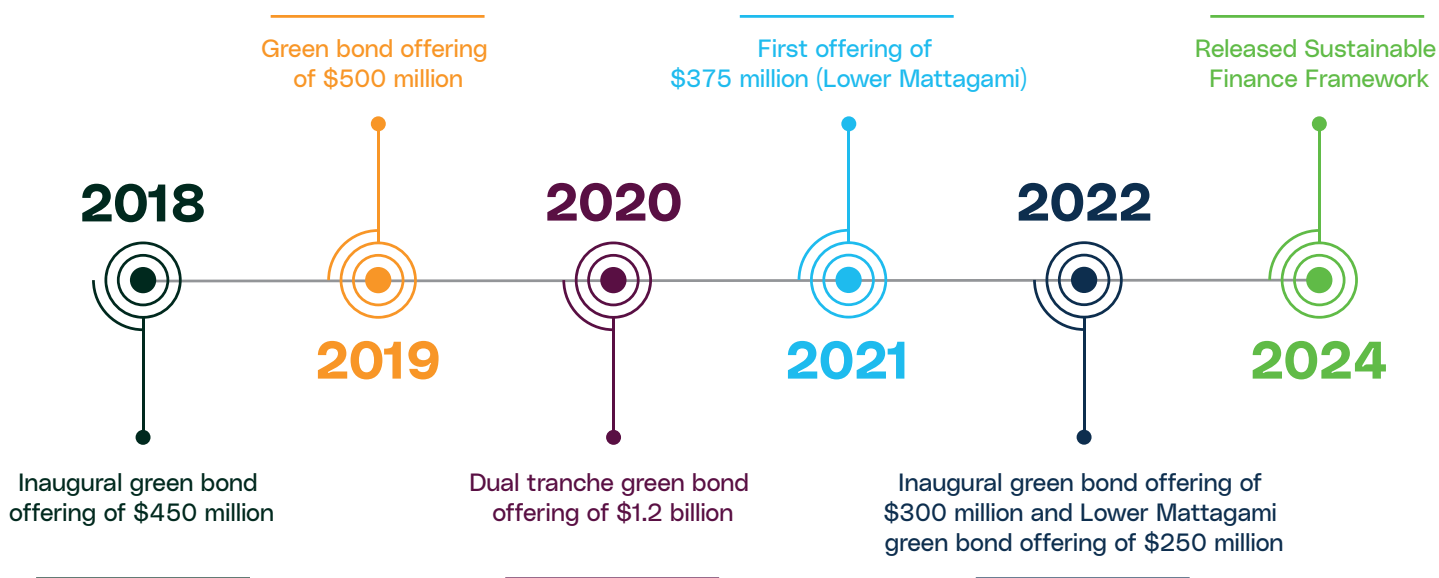 Green bond offering
of $500 million
First offering of
$375 million (Lower Mattagami)
Released Sustainable
Finance Framework
2018
2020
2022
2019
2021
2024
Inaugural green bond
offering of $450 million
Dual tranche green bond
offering of $1.2 billion
Inaugural green bond offering of
$300 million and Lower Mattagami
green bond offering of $250 million